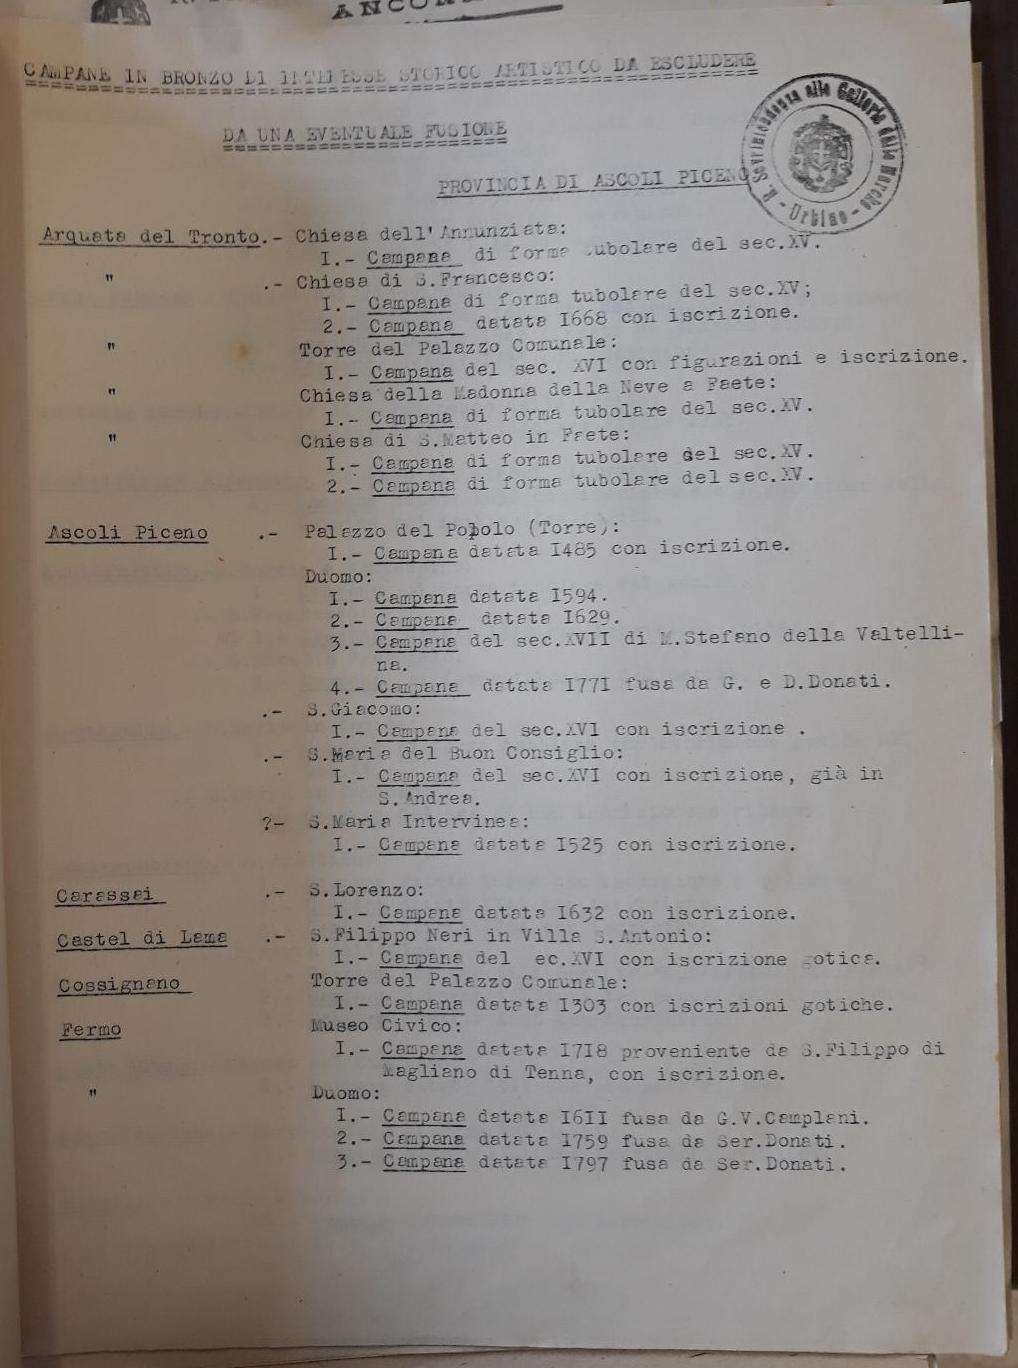 ANCONA
CAMPANE IN BRONZO DI INTERESSE STORICO ARTISTICO DA ESCLUDERE
DA UNA EVENTUALE FUSIONE
R. Sovrintendenza alle Gallerie delle Marche - Urbino -
PROVINCIA DI ASCOLI PICENO
Arquata del Tronto.- Chiesa dell'Annunziata:
I.- Campana di forma tubolare del sec.XV.
" .- Chiesa di S.Francesco:
I.- Campana di forma tubolare del sec.XV;
2.- Campana datata I668 con iscrizione.
" Torre del Palazzo Comunale:
I.- Campana del sec. XVI con figurazioni e iscrizione.
" Chiesa della Madonna della Neve a Faete:
I.- Campana di forma tubolare del sec.XV.
" Chiesa di S.Matteo in Faete:
I.- Campana di forma tubolare del sec.XV.
2.- Campana di forma tubolare del sec.XV.
Ascoli Piceno .- Palazzo del Popolo (Torre):
I.- Campana datata I485 con iscrizione.
Duomo:
I.- Campana datata I594.
2.- Campana datata I629.
3.- Campana del sec.XVII di M.Stefano della Valtelli-
na.
4.- Campana datata I77I fusa da G. e D.Donati.
.- S.Giacomo:
I.- Campana del sec.XVI con iscrizione .
.- S.Maria del Buon Consiglio:
I.- Campana del sec.XVI con iscrizione, già in
S.Andrea.
?- S.Maria Intervinea:
I.- Campana datata I525 con iscrizione.
Carassai .- S.Lorenzo:
I.- Campana datata I632 con iscrizione.
Castel di Lama .- S.Filippo Neri in Villa S.Antonio:
I.- Campana del ec.XVI con iscrizione gotica.
Cossignano Torre del Palazzo Comunale:
I.- Campana datata I303 con iscrizioni gotiche.
Fermo Museo Civico:
I.- Campana datata I7I8 proveniente da S.Filippo di
Magliano di Tenna, con iscrizione.
" Duomo:
I.- Campana datata I6II fusa da G.V.Camplani.
2.- Campana datata I759 fusa da Ser.Donati.
3.- Campana datata I797 fusa da Ser.Donati.